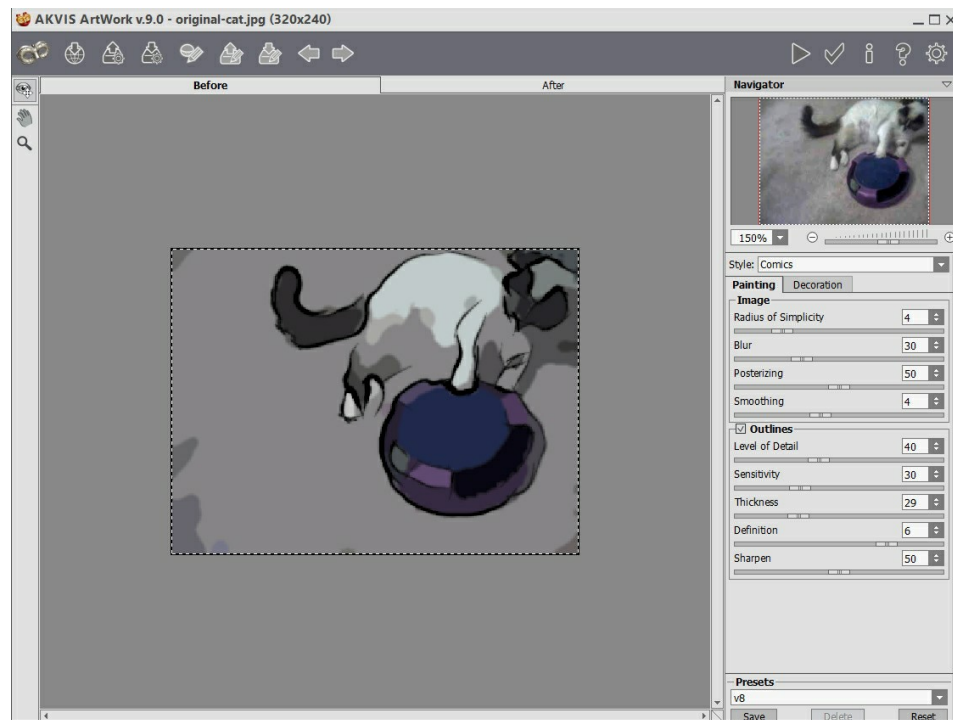 AKVIS ArtWork v.9.0 - original-cat.jpg (320x240)
Before
After
Navigator
150%
Style: Comics
Painting
Decoration
Image
Radius of Simplicity 4
Blur 30
Posterizing 50
Smoothing 4
Outlines
Level of Detail 40
Sensitivity 30
Thickness 29
Definition 6
Sharpen 50
Presets
v8
Save
Delete
Reset